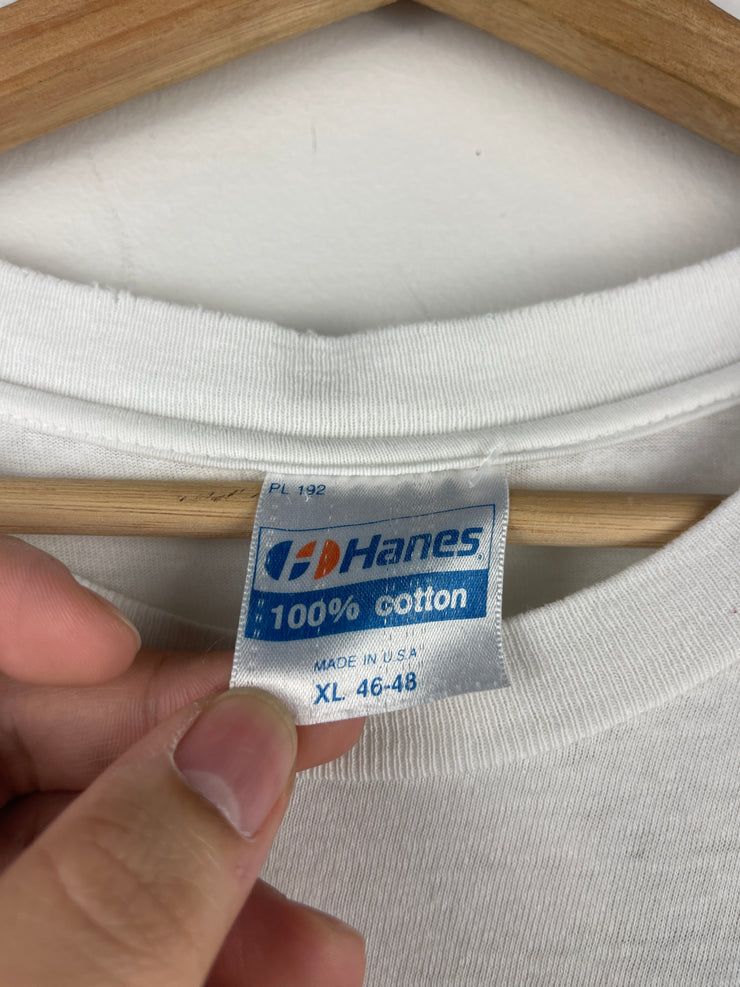 PL 192
Hanes®
100% cotton
MADE IN U.S.A
XL 46-48